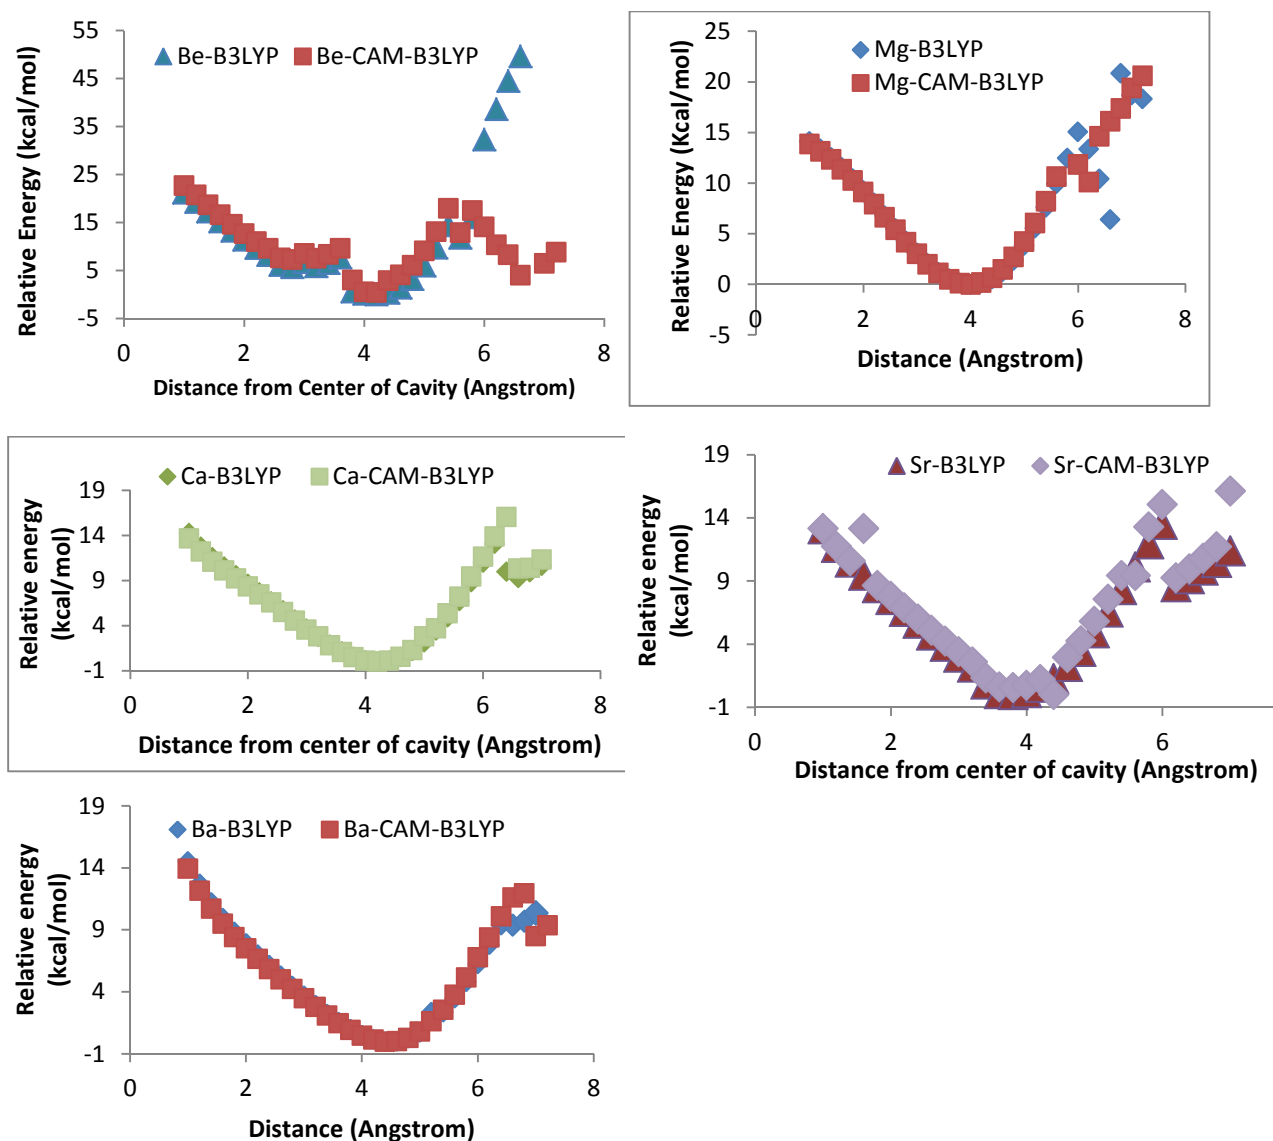 Relative Energy (kcal/mol)
55
45
35
25
15
5
-5
Be-B3LYP
Be-CAM-B3LYP
0
2
4
6
8
Distance from Center of Cavity (Angstrom)
Relative Energy (Kcal/mol)
25
20
15
10
5
0
-5
Mg-B3LYP
Mg-CAM-B3LYP
0
2
4
6
8
Distance (Angstrom)
Relative energy
(kcal/mol)
19
14
9
4
-1
Ca-B3LYP
Ca-CAM-B3LYP
0
2
4
6
8
Distance from center of cavity (Angstrom)
Relative energy
(kcal/mol)
19
14
9
4
-1
Sr-B3LYP
Sr-CAM-B3LYP
0
2
4
6
Distance from center of cavity (Angstrom)
Relative energy
(kcal/mol)
19
14
9
4
-1
Ba-B3LYP
Ba-CAM-B3LYP
0
2
4
6
8
Distance (Angstrom)